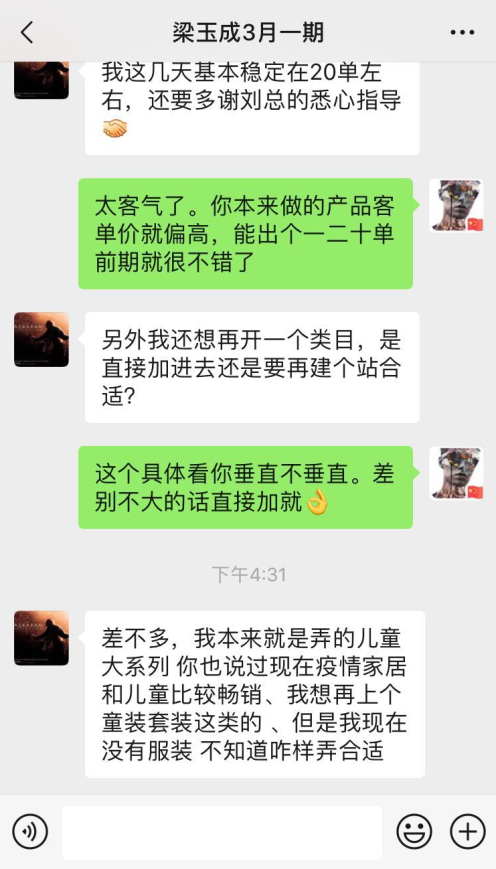 梁玉成3月一期
我这几天基本稳定在20单左
右，还要多谢刘总的悉心指导
🤝
太客气了。你本来做的产品客
单价就偏高，能出个一二十单
前期就很不错了
另外我还想再开一个类目，是
直接加进去还是要再建个站合
适?
这个具体看你垂直不垂直。差
别不大的话直接加就👌
下午4:31
差不多，我本来就是弄的儿童
大系列 你也说过现在疫情家居
和儿童比较畅销、我想再上个
童装套装这类的 、但是我现在
没有服装 不知道咋样弄合适